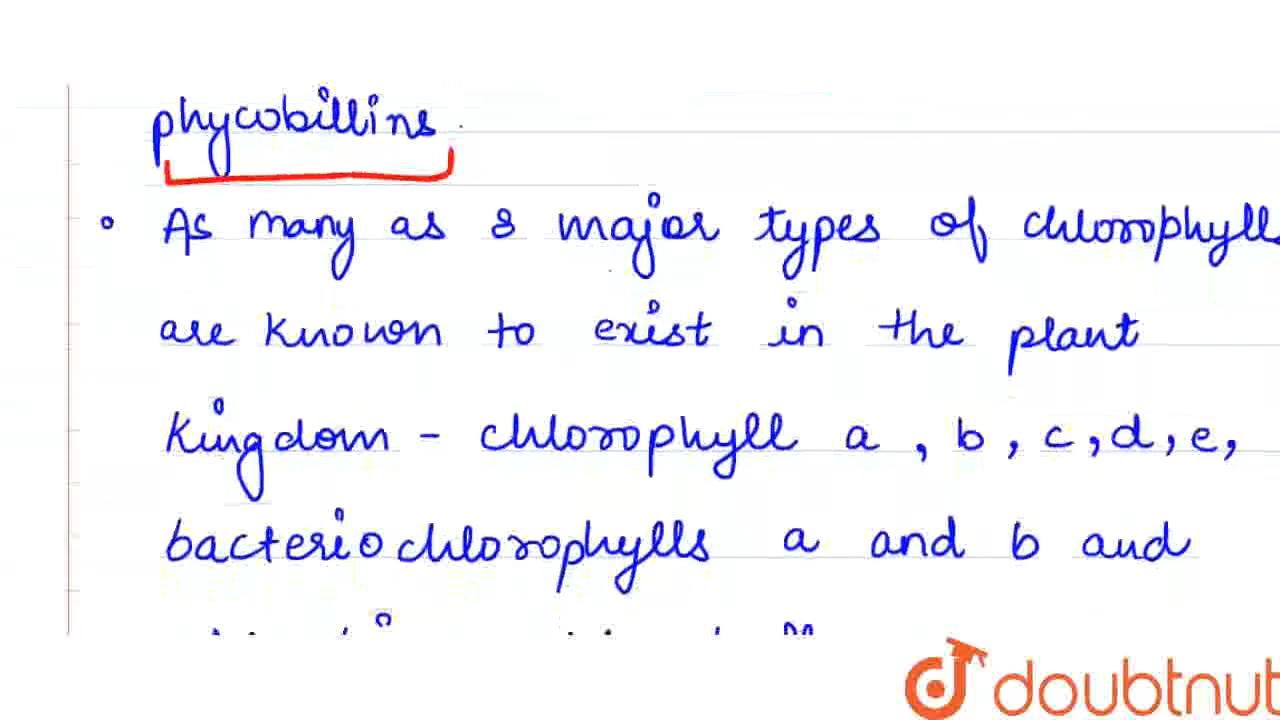 phycobillins
• As many as 8 major types of chlorophylls
are known to exist in the plant
kingdom - chlorophyll a, b, c, d, e,
bacteriochlorophylls a and b and
doubtnut